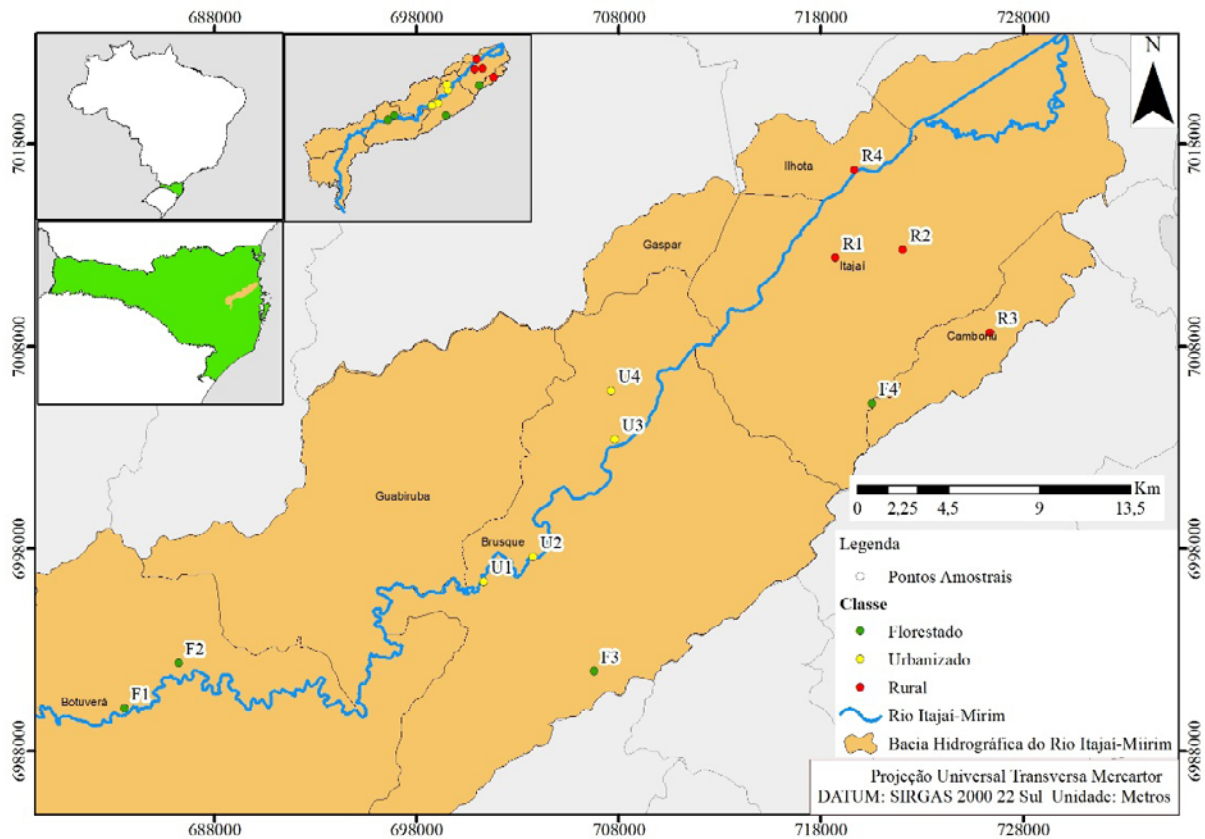 688000
698000
708000
718000
728000
N
7018000
7018000
Ilhota
R4
Gaspar
R1
R2
Itajaí
R3
Camboriú
7008000
7008000
U4
F4
U3
Km
0
2,25
4,5
9
13,5
Guabiruba
Brusque
U2
U1
6998000
6998000
Legenda
Pontos Amostrais
Classe
Florestado
Urbanizado
Rural
Rio Itajaí-Mirim
Bacia Hidrográfica do Rio Itajaí-Miirim
F2
F3
F1
Botuverá
6988000
6988000
Projeção Universal Transversa Mercartor
DATUM: SIRGAS 2000 22 Sul Unidade: Metros
688000
698000
708000
718000
728000